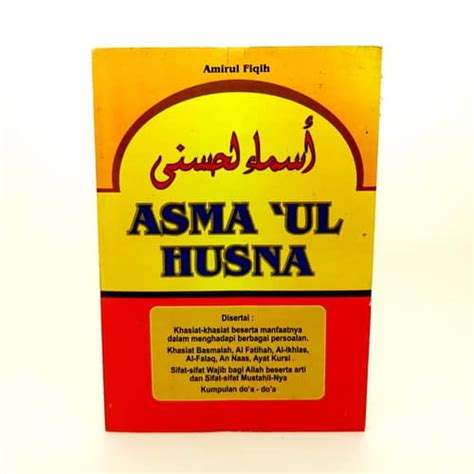 Amirul Fiqih
أسماء لحسنى
ASMA 'UL
HUSNA
Disertai :
Khasiat-khasiat beserta manfaatnya
dalam menghadapi berbagai persoalan.
Khasiat Basmalah, Al Fatihah, Al-ikhlas,
Al-Falaq, An Naas, Ayat Kursi .
Sifat-sifat Wajib bagi Allah beserta arti
dan Sifat-sifat Muatahil-Nya
Kumpulan do'a - do'a